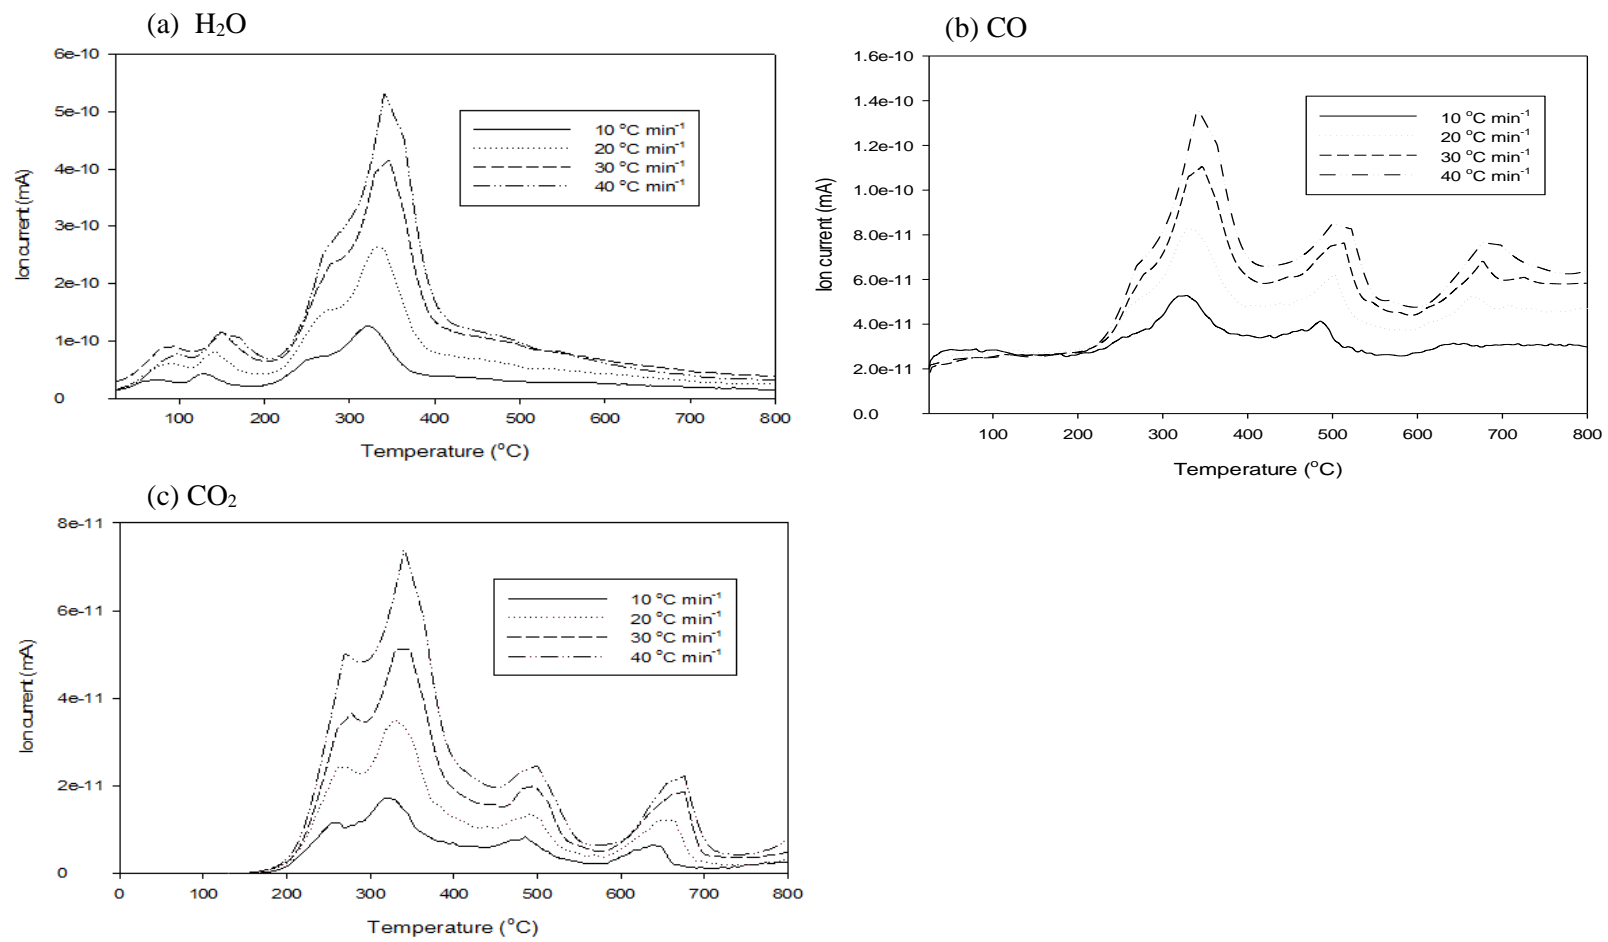 (a) H₂O
6e-10
5e-10
4e-10
3e-10
2e-10
1e-10
0
Ion current (mA)
10 °C min⁻¹
20 °C min⁻¹
30 °C min⁻¹
40 °C min⁻¹
100 200 300 400 500 600 700 800
Temperature (°C)
(b) CO
1.6e-10
1.4e-10
1.2e-10
1.0e-10
8.0e-11
6.0e-11
4.0e-11
2.0e-11
0.0
Ion current (mA)
10 °C min⁻¹
20 °C min⁻¹
30 °C min⁻¹
40 °C min⁻¹
100 200 300 400 500 600 700 800
Temperature (°C)
(c) CO₂
8e-11
6e-11
4e-11
2e-11
0
Ion current (mA)
10 °C min⁻¹
20 °C min⁻¹
30 °C min⁻¹
40 °C min⁻¹
0 100 200 300 400 500 600 700 800
Temperature (°C)